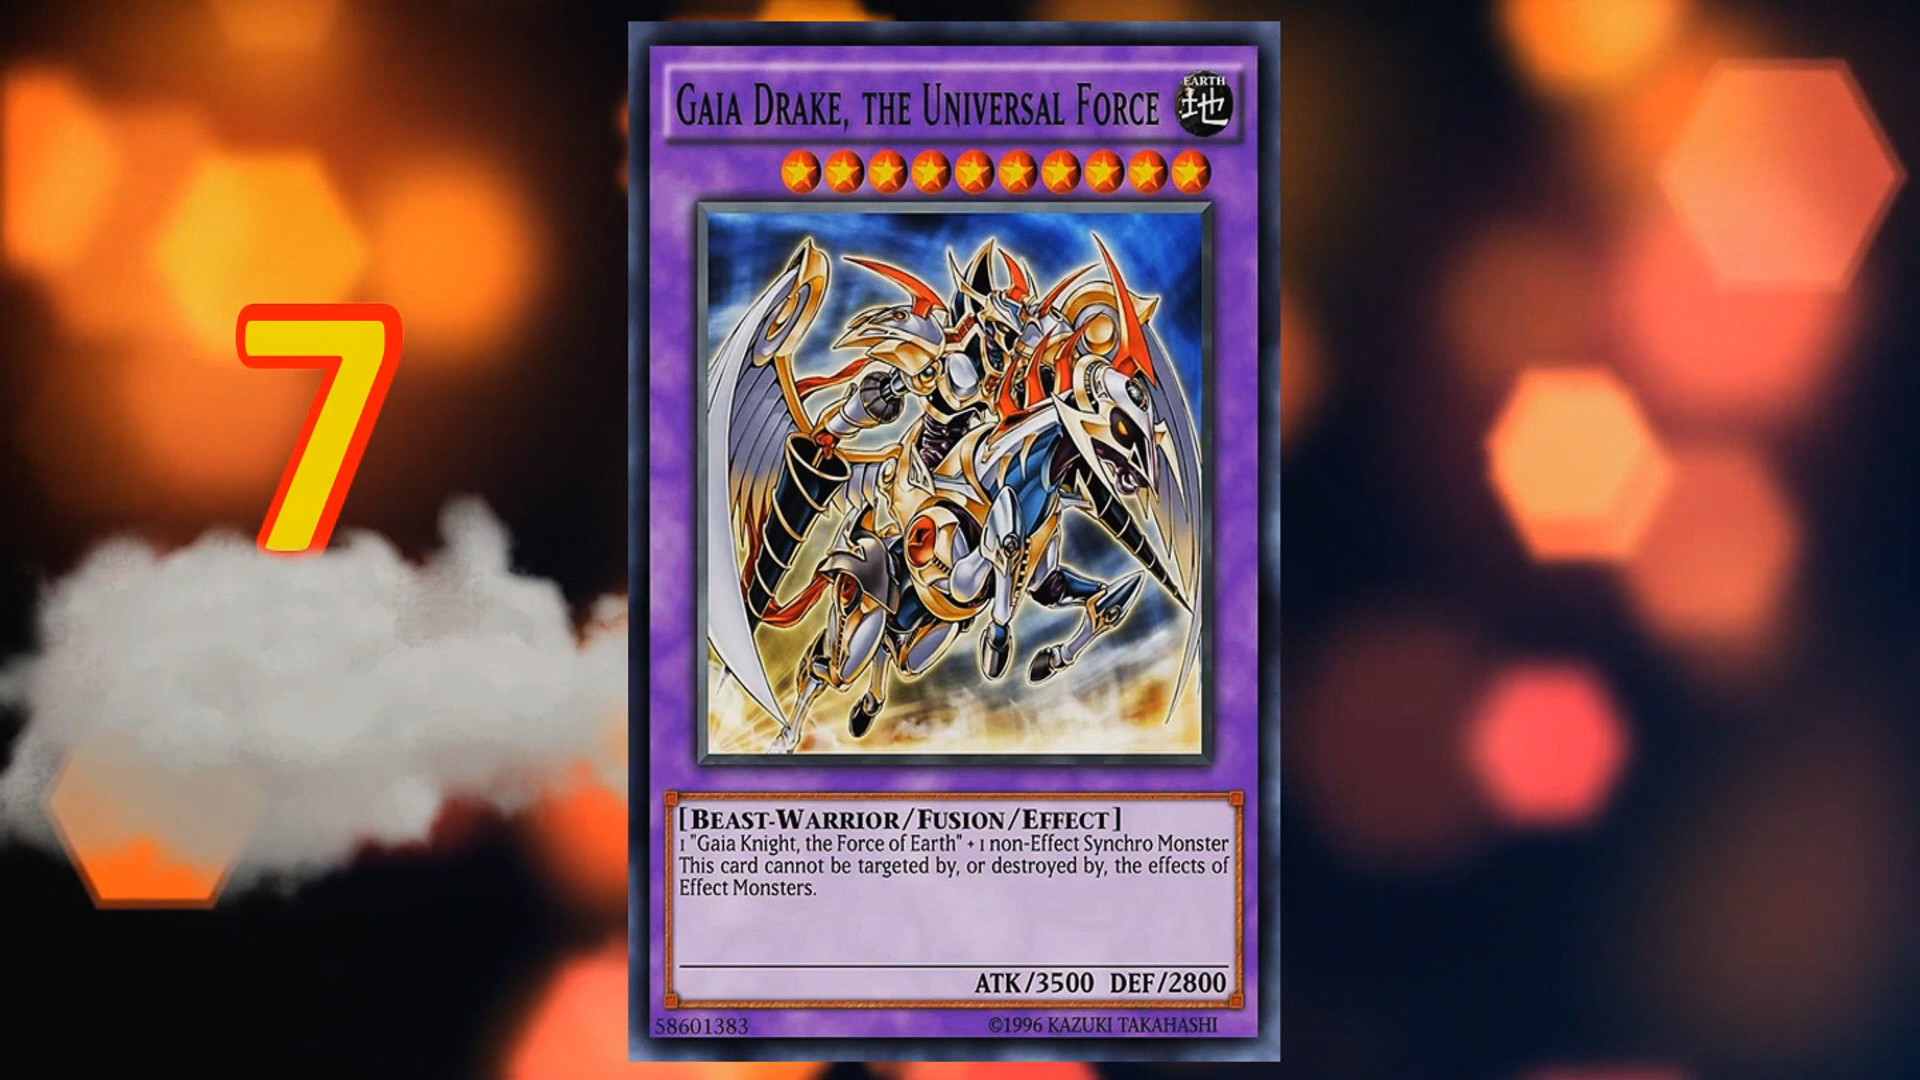 7
GAIA DRAKE, THE UNIVERSAL FORCE
EARTH
地
[BEAST-WARRIOR/FUSION/EFFECT]
1 "Gaia Knight, the Force of Earth" + 1 non-Effect Synchro Monster
This card cannot be targeted by, or destroyed by, the effects of
Effect Monsters.
ATK/3500 DEF/2800
58601383
©1996 KAZUKI TAKAHASHI